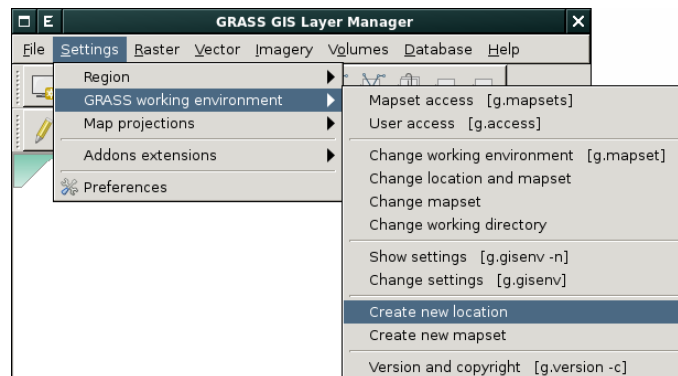 E GRASS GIS Layer Manager X
File Settings Raster Vector Imagery Volumes Database Help
Region
GRASS working environment
Map projections
Addons extensions
Preferences
Mapset access [g.mapsets]
User access [g.access]
Change working environment [g.mapset]
Change location and mapset
Change mapset
Change working directory
Show settings [g.gisenv -n]
Change settings [g.gisenv]
Create new location
Create new mapset
Version and copyright [g.version -c]